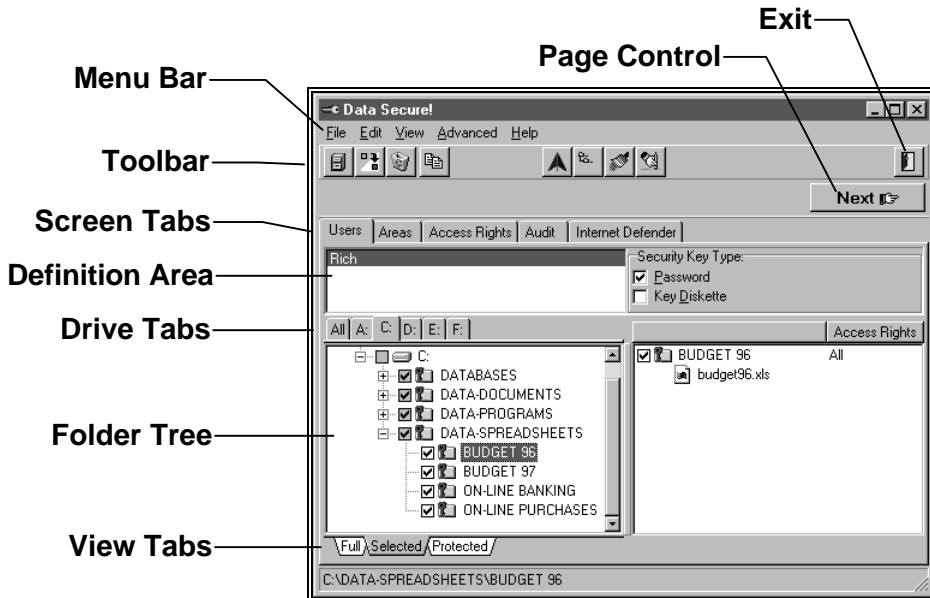 Exit
Page Control
Menu Bar
Data Secure!
File Edit View Advanced Help
Toolbar
Next
Screen Tabs
Users Areas Access Rights Audit Internet Defender
Definition Area
Rich
Security Key Type:
Password
Key Diskette
Drive Tabs
All A: C: D: E: F:
Access Rights
C:
DATABASES
DATA-DOCUMENTS
DATA-PROGRAMS
DATA-SPREADSHEETS
Folder Tree
BUDGET 96
BUDGET 97
ON-LINE BANKING
ON-LINE PURCHASES
BUDGET 96 All
budget96.xls
View Tabs
Full Selected Protected
C:\DATA-SPREADSHEETS\BUDGET 96